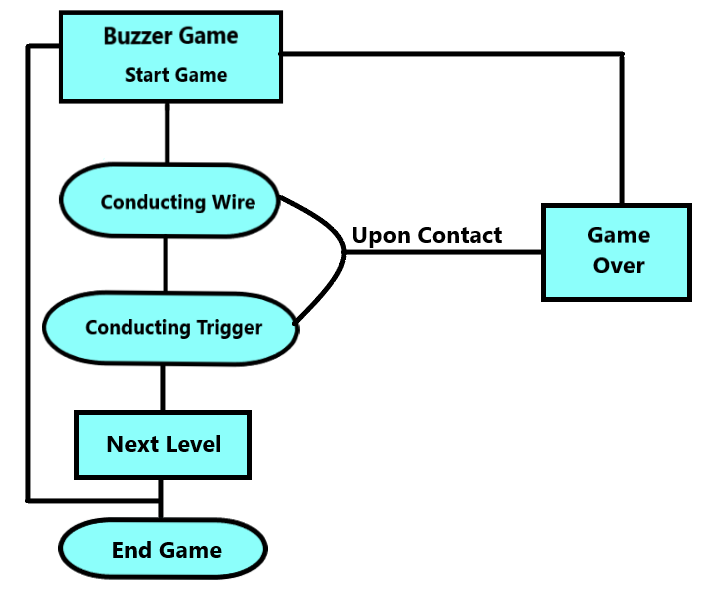 Buzzer Game
Start Game
Conducting Wire
Upon Contact
Game
Over
Conducting Trigger
Next Level
End Game